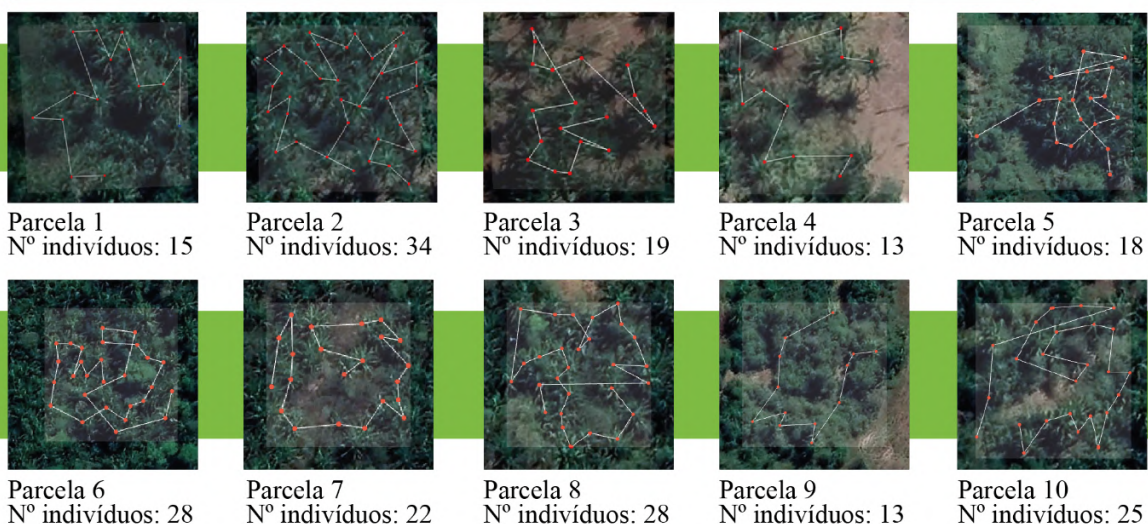 Parcela 1
Nº indivíduos: 15
Parcela 2
Nº indivíduos: 34
Parcela 3
Nº indivíduos: 19
Parcela 4
Nº indivíduos: 13
Parcela 5
Nº indivíduos: 18
Parcela 6
Nº indivíduos: 28
Parcela 7
Nº indivíduos: 22
Parcela 8
Nº indivíduos: 28
Parcela 9
Nº indivíduos: 13
Parcela 10
Nº indivíduos: 25